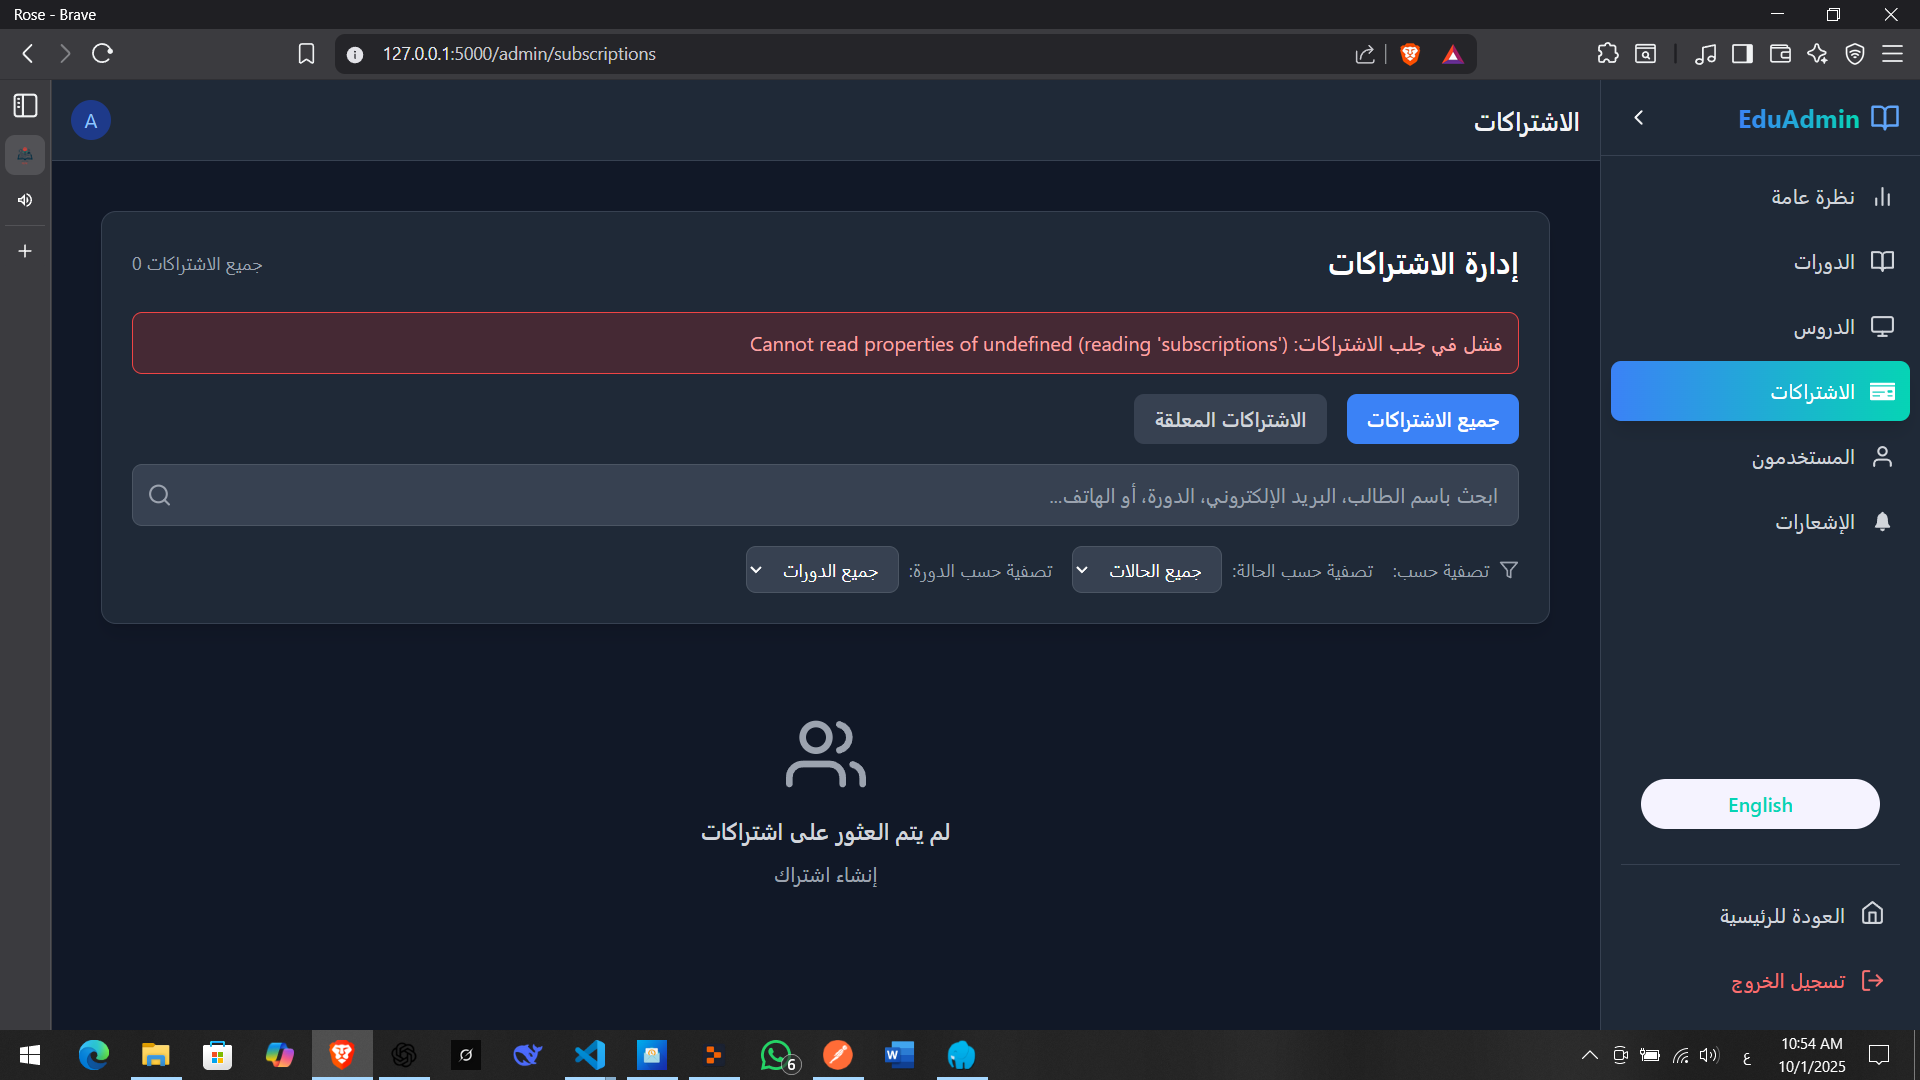 Rose - Brave
127.0.0.1:5000/admin/subscriptions
EduAdmin
نظرة عامة
الدورات
الدروس
الاشتراكات
المستخدمون
الإشعارات
English
العودة للرئيسية
تسجيل الخروج
الاشتراكات
A
إدارة الاشتراكات
جميع الاشتراكات 0
فشل في جلب الاشتراكات: Cannot read properties of undefined (reading 'subscriptions')
جميع الاشتراكات
الاشتراكات المعلقة
ابحث باسم الطالب، البريد الإلكتروني، الدورة، أو الهاتف...
تصفية حسب: تصفية حسب الحالة: جميع الحالات تصفية حسب الدورة: جميع الدورات
لم يتم العثور على اشتراكات
إنشاء اشتراك
6
ع
10:54 AM
10/1/2025